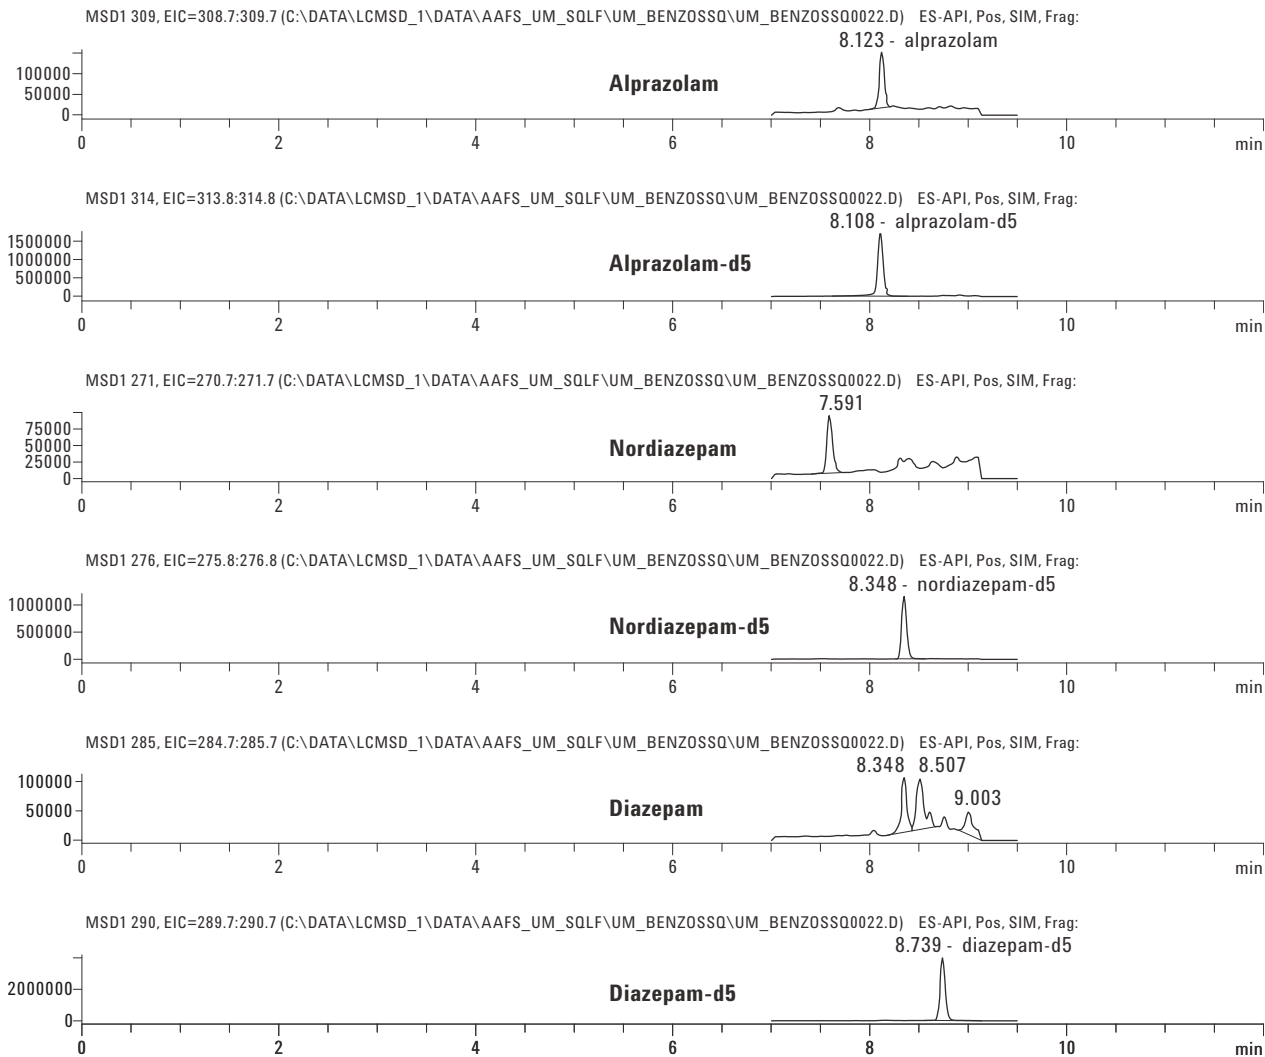 MSD1 309, EIC=308.7:309.7 (C:\DATA\LCMSD_1\DATA\AAFS_UM_SQLF\UM_BENZOSSQ\UM_BENZOSSQ0022.D) ES-API, Pos, SIM, Frag:
8.123 - alprazolam
Alprazolam
100000
50000
0
0 2 4 6 8 10 min
MSD1 314, EIC=313.8:314.8 (C:\DATA\LCMSD_1\DATA\AAFS_UM_SQLF\UM_BENZOSSQ\UM_BENZOSSQ0022.D) ES-API, Pos, SIM, Frag:
8.108 - alprazolam-d5
Alprazolam-d5
1500000
1000000
500000
0
0 2 4 6 8 10 min
MSD1 271, EIC=270.7:271.7 (C:\DATA\LCMSD_1\DATA\AAFS_UM_SQLF\UM_BENZOSSQ\UM_BENZOSSQ0022.D) ES-API, Pos, SIM, Frag:
7.591
Nordiazepam
75000
50000
25000
0
0 2 4 6 8 10 min
MSD1 276, EIC=275.8:276.8 (C:\DATA\LCMSD_1\DATA\AAFS_UM_SQLF\UM_BENZOSSQ\UM_BENZOSSQ0022.D) ES-API, Pos, SIM, Frag:
8.348 - nordiazepam-d5
Nordiazepam-d5
1000000
500000
0
0 2 4 6 8 10 min
MSD1 285, EIC=284.7:285.7 (C:\DATA\LCMSD_1\DATA\AAFS_UM_SQLF\UM_BENZOSSQ\UM_BENZOSSQ0022.D) ES-API, Pos, SIM, Frag:
8.348 8.507
9.003
Diazepam
100000
50000
0
0 2 4 6 8 10 min
MSD1 290, EIC=289.7:290.7 (C:\DATA\LCMSD_1\DATA\AAFS_UM_SQLF\UM_BENZOSSQ\UM_BENZOSSQ0022.D) ES-API, Pos, SIM, Frag:
8.739 - diazepam-d5
Diazepam-d5
2000000
0
0 2 4 6 8 10 min